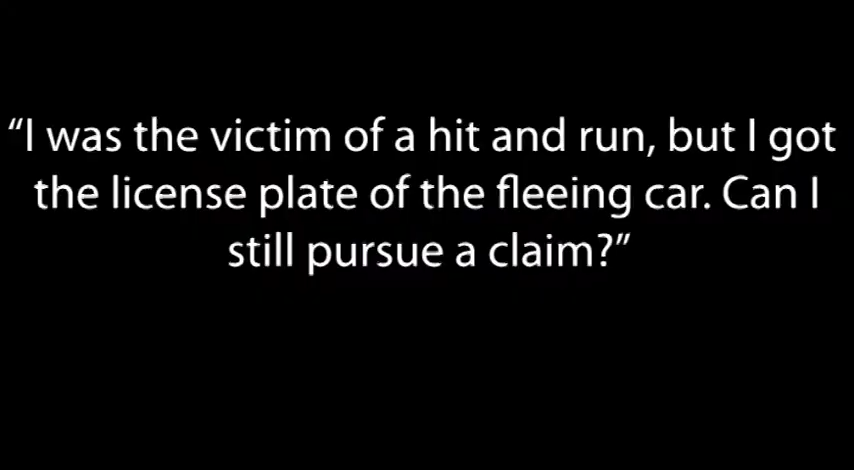 “I was the victim of a hit and run, but I got
the license plate of the fleeing car. Can I
still pursue a claim?”